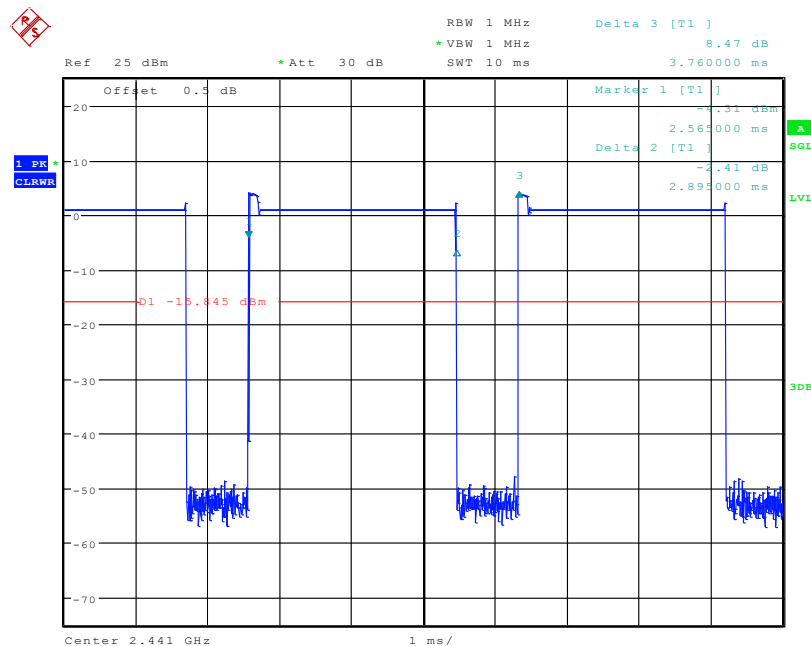 R S
RBW 1 MHz Delta 3 [T1 ]
* VBW 1 MHz 8.47 dB
Ref 25 dBm * Att 30 dB SWT 10 ms 3.760000 ms
Offset 0.5 dB Marker 1 [T1 ]
20 -4.31 dBm
2.565000 ms A
Delta 2 [T1 ] SGL
1 PK * 10 -2.41 dB
CLRWR 3 2.895000 ms
LVL
0
1 2
-10
D1 -15.845 dBm
-20
-30
3DB
-40
-50
-60
-70
Center 2.441 GHz 1 ms/